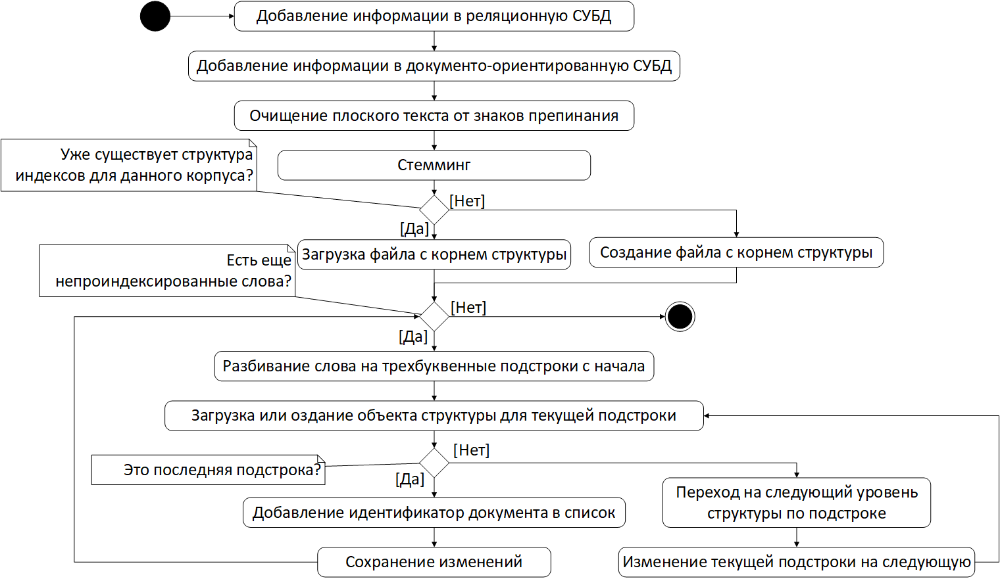 Добавление информации в реляционную СУБД
Добавление информации в документо-ориентированную СУБД
Очищение плоского текста от знаков препинания
Уже существует структура
индексов для данного корпуса?
Стемминг
[Нет]
[Да]
Загрузка файла с корнем структуры
Создание файла с корнем структуры
Есть еще
непроиндексированные слова?
[Нет]
[Да]
Разбивание слова на трехбуквенные подстроки с начала
Загрузка или оздание объекта структуры для текущей подстроки
[Нет]
Это последняя подстрока?
[Да]
Переход на следующий уровень
структуры по подстроке
Добавление идентификатор документа в список
Сохранение изменений
Изменение текущей подстроки на следующую